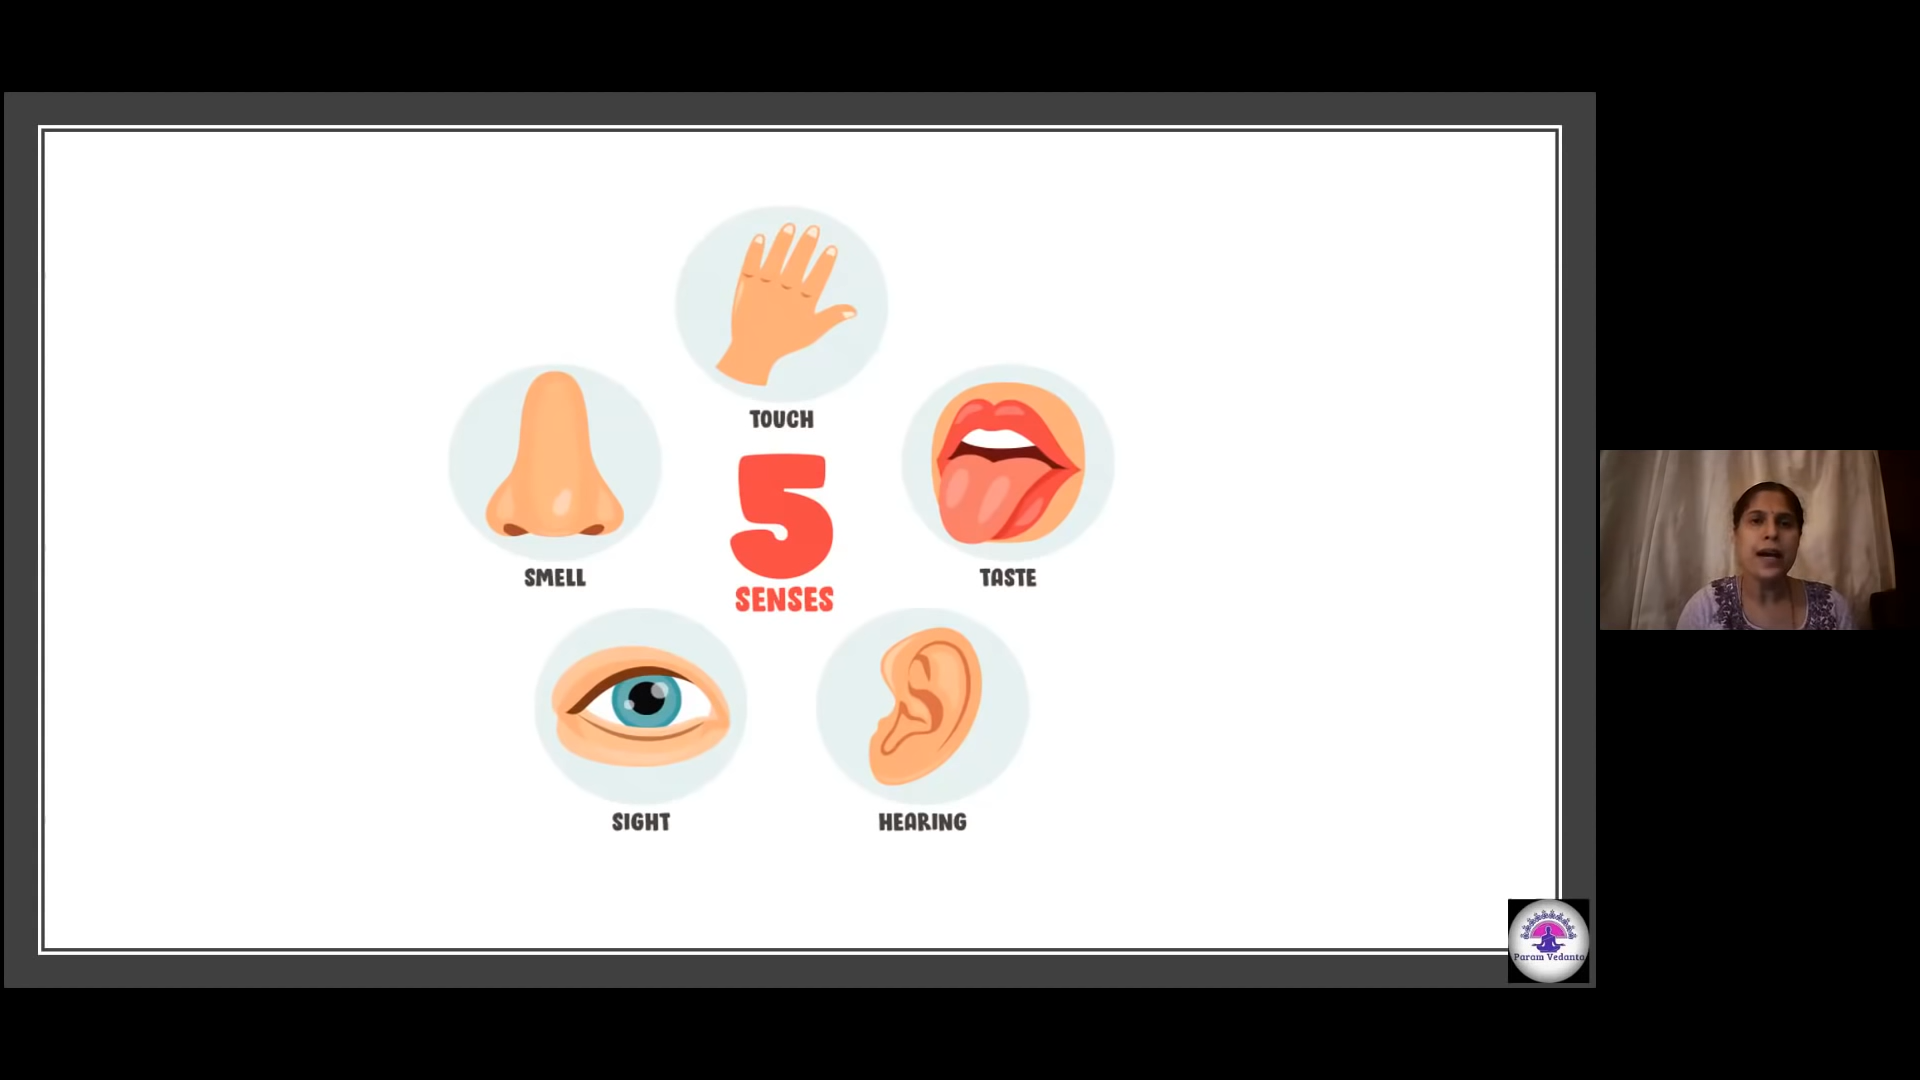 TOUCH
5
SENSES
SMELL
TASTE
SIGHT
HEARING
Param Vedanta